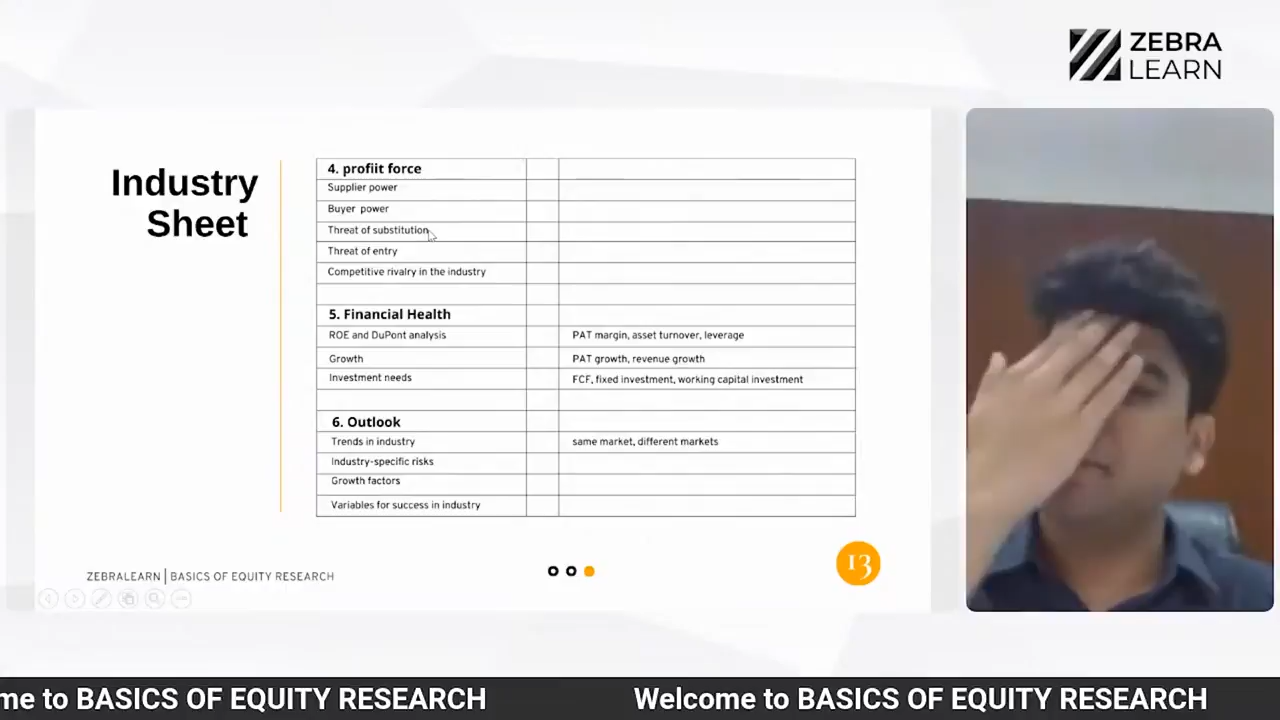 ZEBRA
LEARN
Industry
Sheet
4. profiit force
Supplier power
Buyer power
Threat of substitution
Threat of entry
Competitive rivalry in the industry
5. Financial Health
ROE and DuPont analysis PAT margin, asset turnover, leverage
Growth PAT growth, revenue growth
Investment needs FCF, fixed investment, working capital investment
6. Outlook
Trends in industry same market, different markets
Industry-specific risks
Growth factors
Variables for success in industry
13
ZEBRALEARN | BASICS OF EQUITY RESEARCH
me to BASICS OF EQUITY RESEARCH Welcome to BASICS OF EQUITY RESEARCH